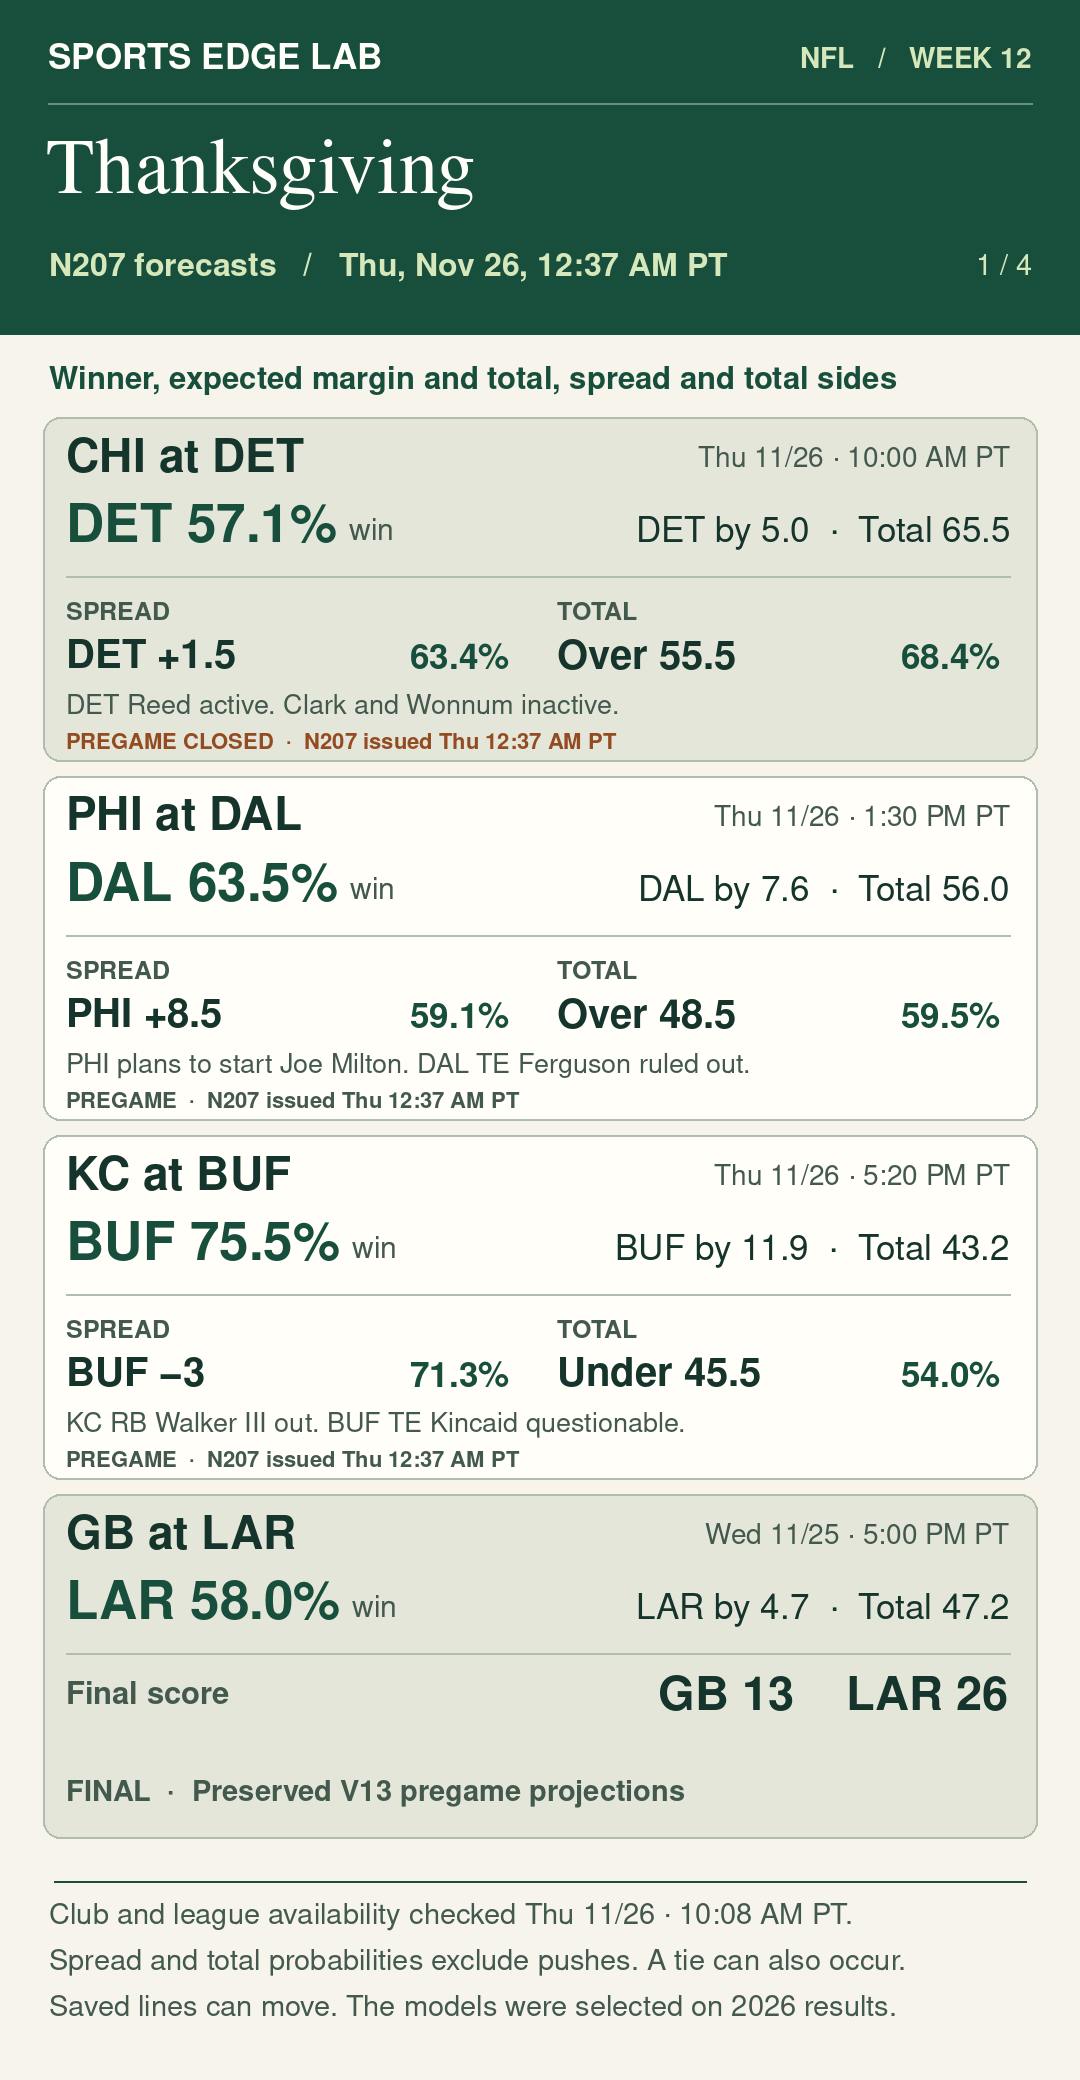 SPORTS EDGE LAB NFL / WEEK 12
Thanksgiving
N207 forecasts / Thu, Nov 26, 12:37 AM PT 1 / 4
Winner, expected margin and total, spread and total sides
CHI at DET Thu 11/26 · 10:00 AM PT
DET 57.1% win DET by 5.0 · Total 65.5
SPREAD TOTAL
DET +1.5 63.4% Over 55.5 68.4%
DET Reed active. Clark and Wonnum inactive.
PREGAME CLOSED · N207 issued Thu 12:37 AM PT
PHI at DAL Thu 11/26 · 1:30 PM PT
DAL 63.5% win DAL by 7.6 · Total 56.0
SPREAD TOTAL
PHI +8.5 59.1% Over 48.5 59.5%
PHI plans to start Joe Milton. DAL TE Ferguson ruled out.
PREGAME · N207 issued Thu 12:37 AM PT
KC at BUF Thu 11/26 · 5:20 PM PT
BUF 75.5% win BUF by 11.9 · Total 43.2
SPREAD TOTAL
BUF −3 71.3% Under 45.5 54.0%
KC RB Walker III out. BUF TE Kincaid questionable.
PREGAME · N207 issued Thu 12:37 AM PT
GB at LAR Wed 11/25 · 5:00 PM PT
LAR 58.0% win LAR by 4.7 · Total 47.2
Final score GB 13 LAR 26
FINAL · Preserved V13 pregame projections
Club and league availability checked Thu 11/26 · 10:08 AM PT.
Spread and total probabilities exclude pushes. A tie can also occur.
Saved lines can move. The models were selected on 2026 results.